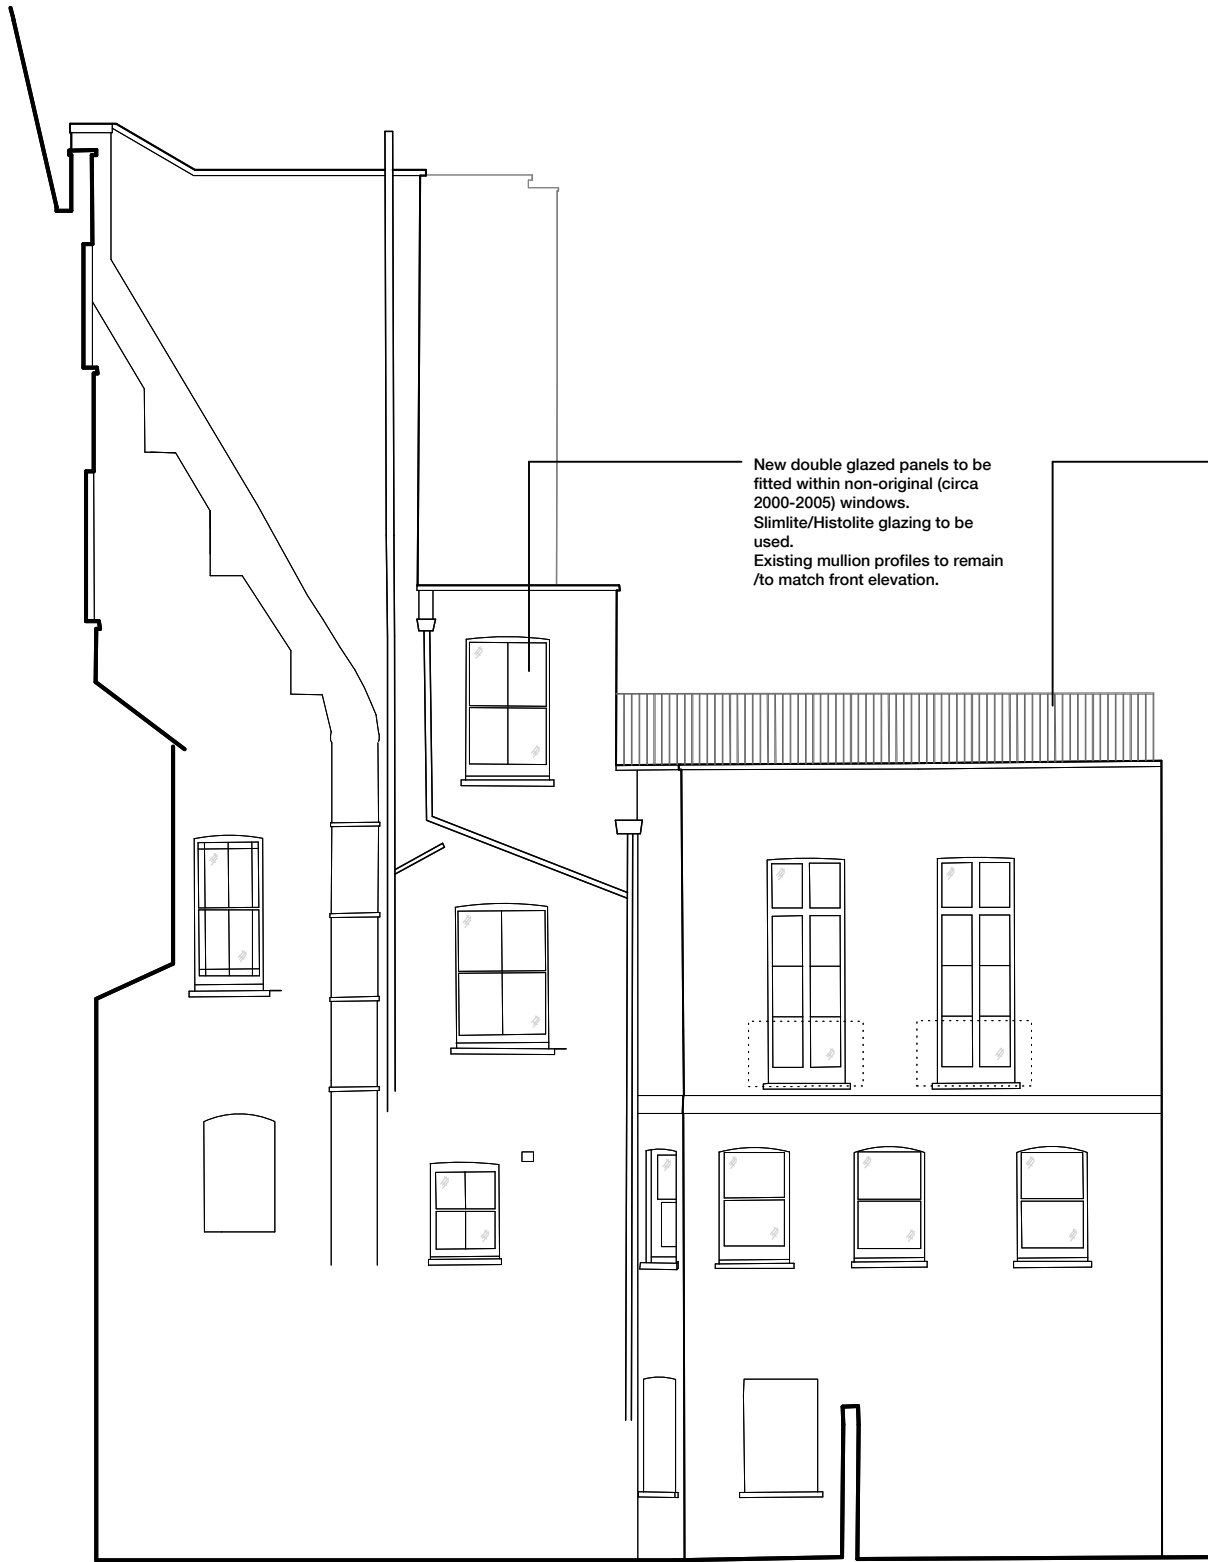 New double glazed panels to be
fitted within non-original (circa
2000-2005) windows.
Slimlite/Histolite glazing to be
used.
Existing mullion profiles to remain
/to match front elevation.